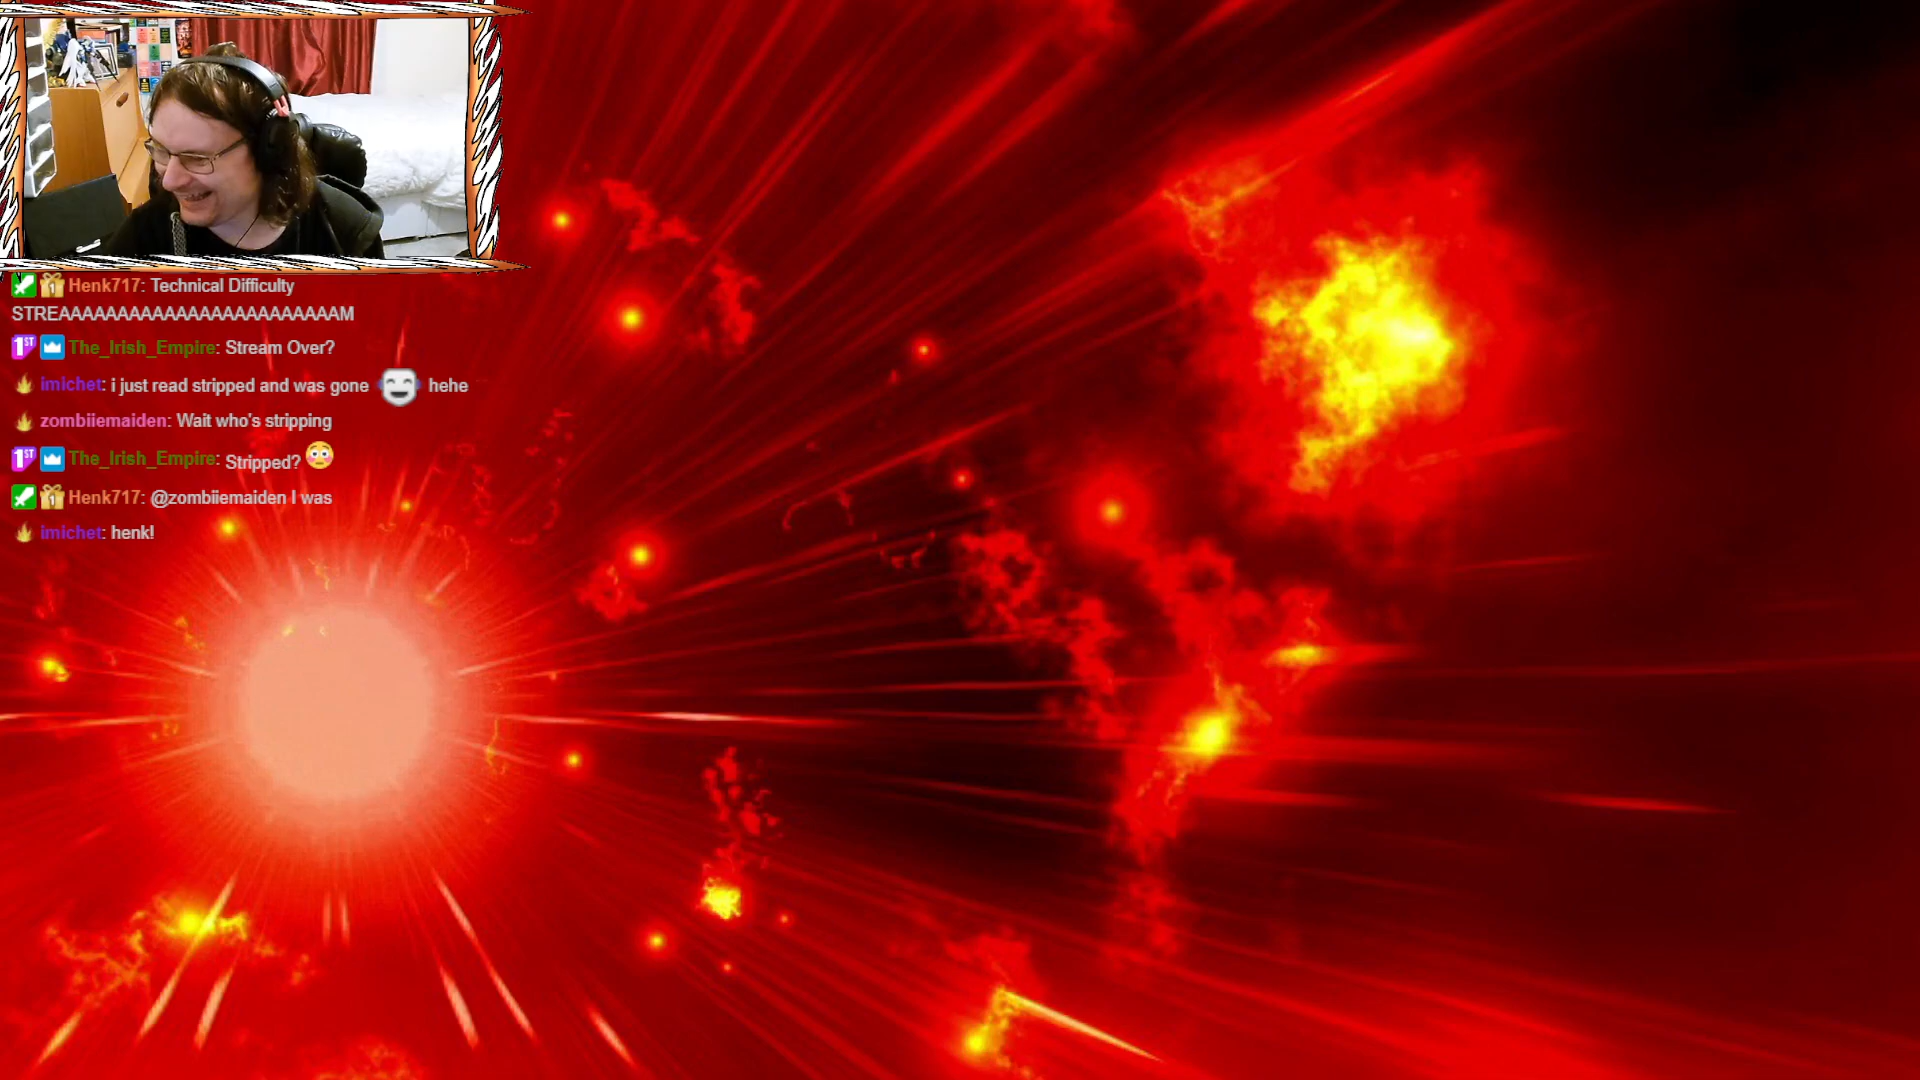 Henk717: Technical Difficulty
STREAAAAAAAAAAAAAAAAAAAAAAAAM
The_Irish_Empire: Stream Over?
imichet: i just read stripped and was gone hehe
zombiiemaiden: Wait who's stripping
The_Irish_Empire: Stripped? 😳
Henk717: @zombiiemaiden I was
imichet: henk!